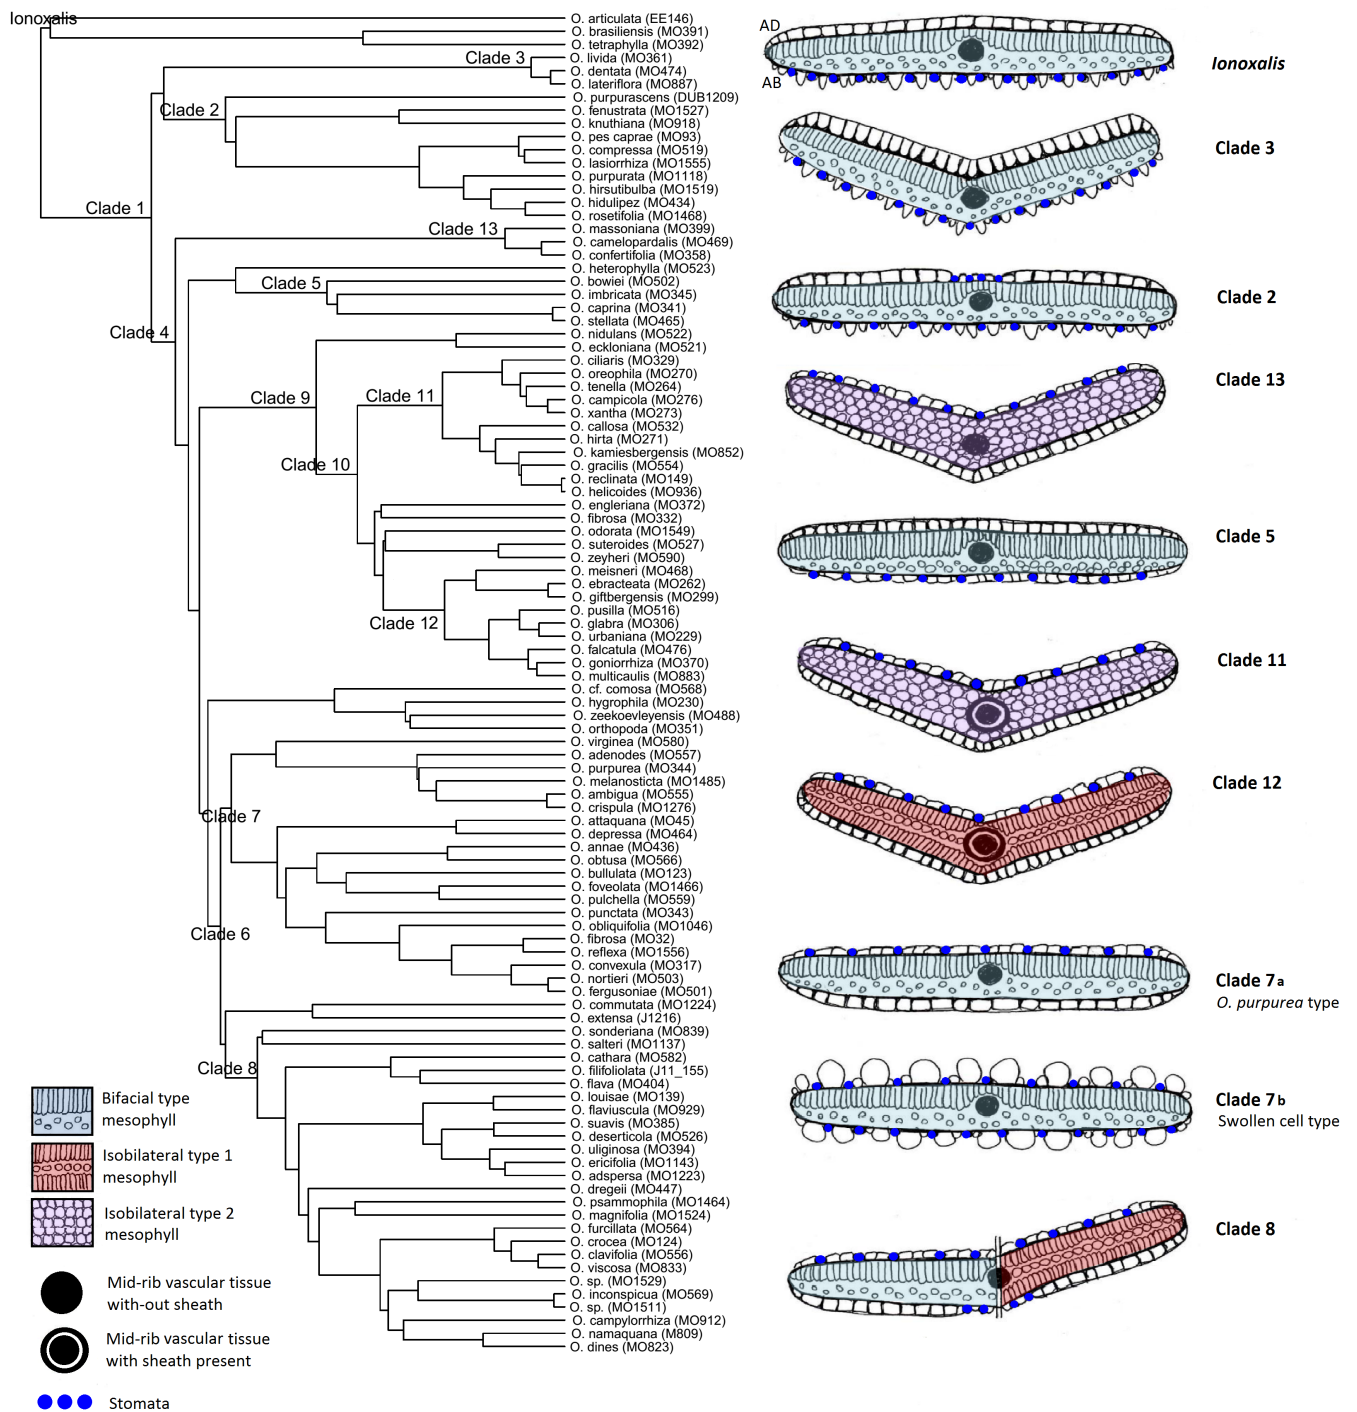 Ionoxalis
O. articulata (EE146)
O. brasiliensis (MO391)
O. tetraphylla (MO392)
Clade 3
O. livida (MO361)
O. dentata (MO474)
O. lateriflora (MO887)
Clade 2
O. purpurascens (DUB1209)
O. fenustrata (MO1527)
O. knuthiana (MO918)
O. pes caprae (MO93)
O. compressa (MO519)
O. lasiorrhiza (MO1555)
O. purpurata (MO1118)
O. hirsutibulba (MO1519)
O. hidulipez (MO434)
O. rosetifolia (MO1468)
Clade 1
Clade 13
O. massoniana (MO399)
O. camelopardalis (MO469)
O. confertifolia (MO358)
O. heterophylla (MO523)
Clade 5
O. bowiei (MO502)
O. imbricata (MO345)
O. caprina (MO341)
O. stellata (MO465)
Clade 4
O. nidulans (MO522)
O. eckloniana (MO521)
O. ciliaris (MO329)
O. oreophila (MO270)
O. tenella (MO264)
Clade 9
Clade 11
O. campicola (MO276)
O. xantha (MO273)
O. callosa (MO532)
O. hirta (MO271)
O. kamiesbergensis (MO852)
Clade 10
O. gracilis (MO554)
O. reclinata (MO149)
O. helicoides (MO936)
O. engleriana (MO372)
O. fibrosa (MO332)
O. odorata (MO1549)
O. suteroides (MO527)
O. zeyheri (MO590)
O. meisneri (MO468)
O. ebracteata (MO262)
O. giftbergensis (MO299)
O. pusilla (MO516)
Clade 12
O. glabra (MO306)
O. urbaniana (MO229)
O. falcatula (MO476)
O. goniorrhiza (MO370)
O. multicaulis (MO883)
O. cf. comosa (MO568)
O. hygrophila (MO230)
O. zeekoevleyensis (MO488)
O. orthopoda (MO351)
O. virginea (MO580)
O. adenodes (MO557)
O. purpurea (MO344)
O. melanosticta (MO1485)
O. ambigua (MO555)
O. crispula (MO1276)
Clade 7
O. attaquana (MO45)
O. depressa (MO464)
O. annae (MO436)
O. obtusa (MO566)
O. bullulata (MO123)
O. foveolata (MO1466)
O. pulchella (MO559)
O. punctata (MO343)
O. obliquifolia (MO1046)
Clade 6
O. fibrosa (MO32)
O. reflexa (MO1556)
O. convexula (MO317)
O. nortieri (MO503)
O. fergusoniae (MO501)
O. commutata (MO1224)
O. extensa (J1216)
O. sonderiana (MO839)
O. salteri (MO1137)
O. cathara (MO582)
Clade 8
O. filifoliolata (J11_155)
O. flava (MO404)
O. louisae (MO139)
O. flaviuscula (MO929)
O. suavis (MO385)
O. deserticola (MO526)
O. uliginosa (MO394)
O. ericifolia (MO1143)
O. adspersa (MO1223)
O. dregeii (MO447)
O. psammophila (MO1464)
O. magnifolia (MO1524)
O. furcillata (MO564)
O. crocea (MO124)
O. clavifolia (MO556)
O. viscosa (MO833)
O. sp. (MO1529)
O. inconspicua (MO569)
O. sp. (MO1511)
O. campylorrhiza (MO912)
O. namaquana (M809)
O. dines (MO823)
Bifacial type
mesophyll
Isobilateral type 1
mesophyll
Isobilateral type 2
mesophyll
Mid-rib vascular tissue
with-out sheath
Mid-rib vascular tissue
with sheath present
Stomata
AD
AB
Ionoxalis
Clade 3
Clade 2
Clade 13
Clade 5
Clade 11
Clade 12
Clade 7a
O. purpurea type
Clade 7b
Swollen cell type
Clade 8